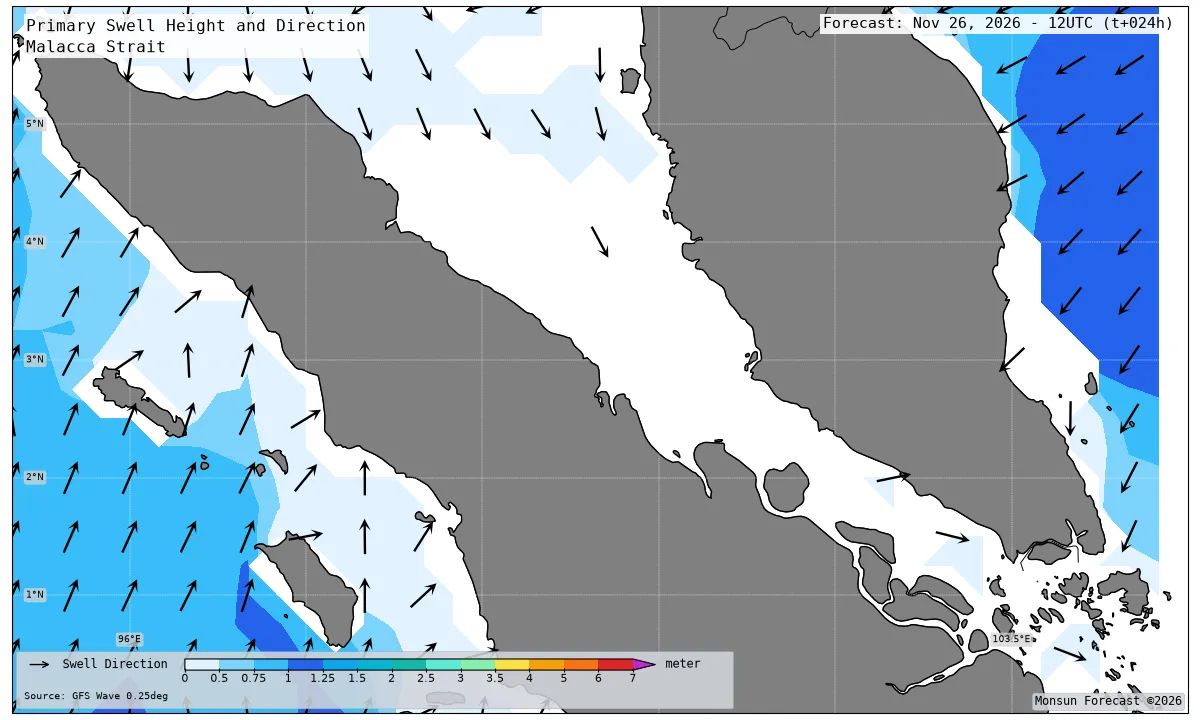 Primary Swell Height and Direction
Malacca Strait
Forecast: Nov 26, 2026 - 12UTC (t+024h)
5°N
4°N
3°N
2°N
1°N
96°E
103.5°E
Swell Direction
meter
0 0.5 0.75 1 1.25 1.5 2 2.5 3 3.5 4 5 6 7
Source: GFS Wave 0.25deg
Monsun Forecast ©2026